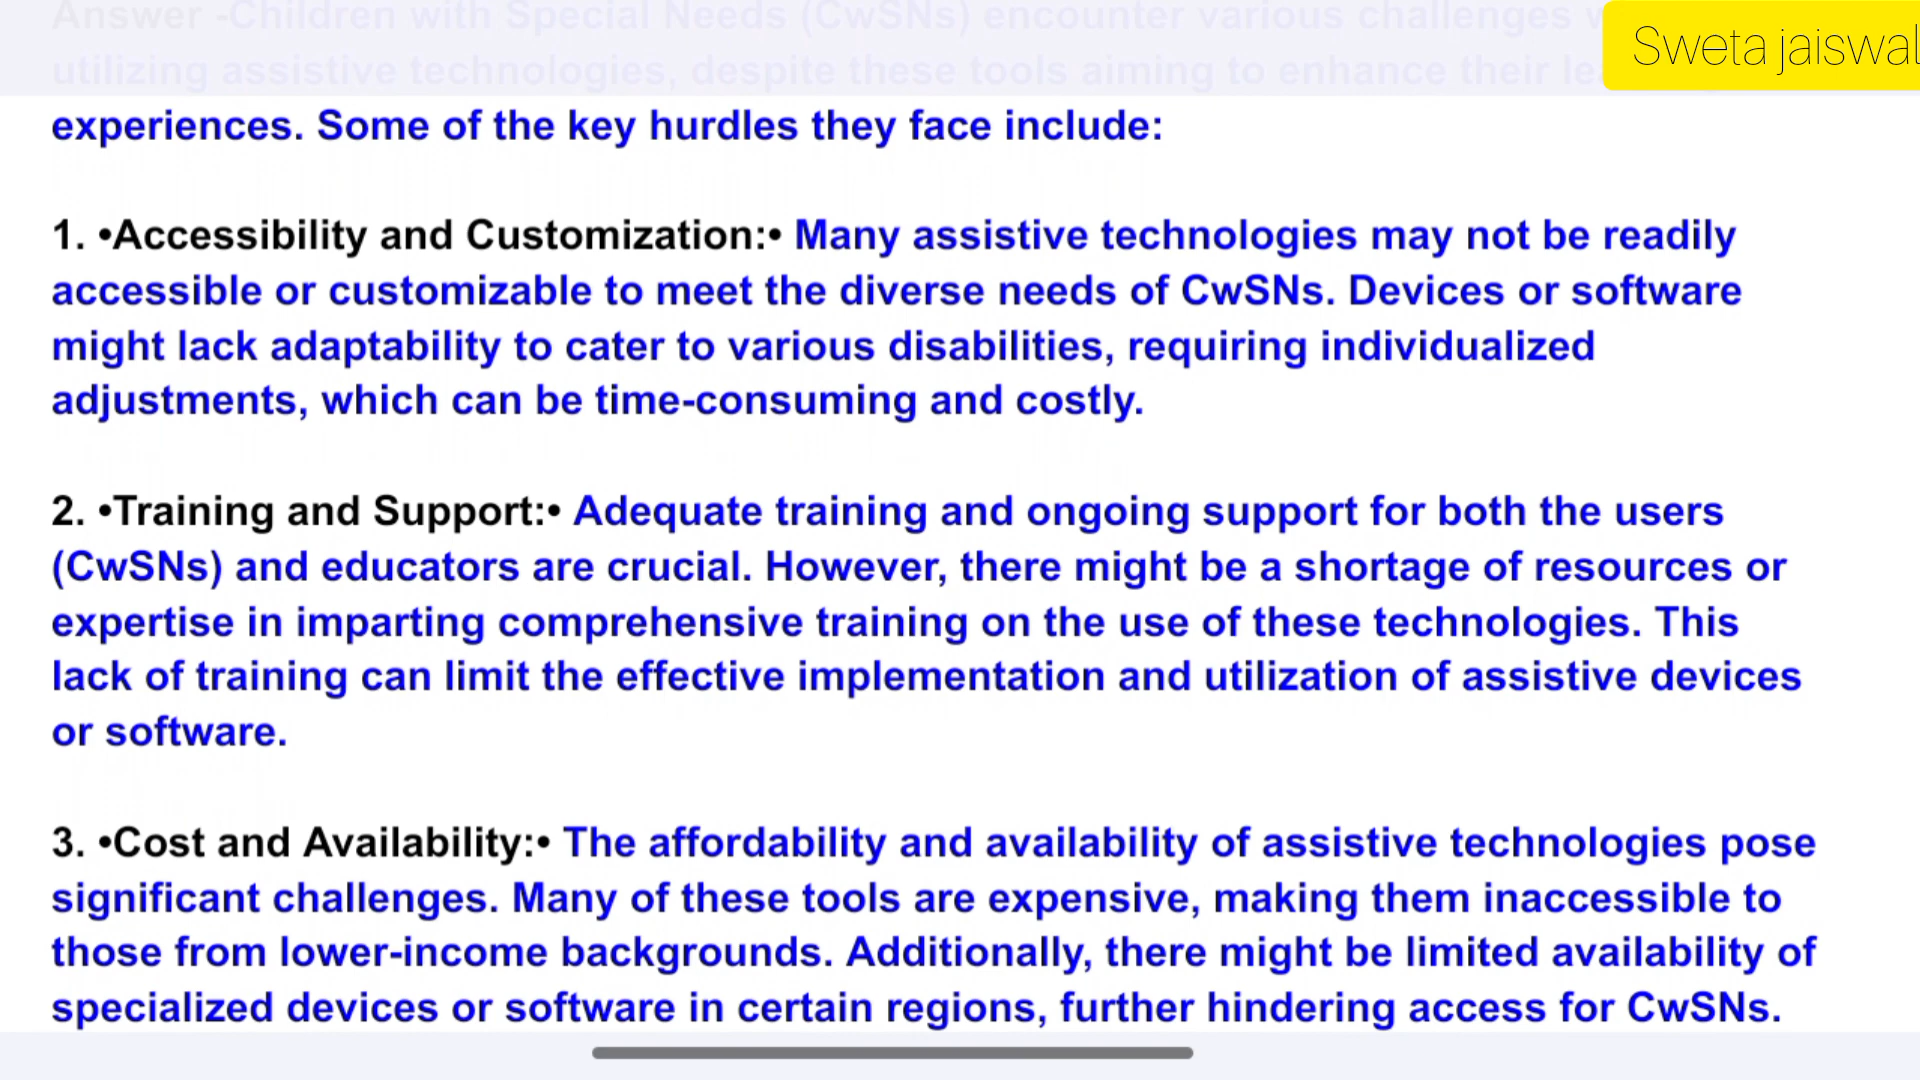 Answer -Children with Special Needs (CwSNs) encounter various challenges
Sweta jaiswal
utilizing assistive technologies, despite these tools aiming to enhance their
experiences. Some of the key hurdles they face include:
1. •Accessibility and Customization:• Many assistive technologies may not be readily
accessible or customizable to meet the diverse needs of CwSNs. Devices or software
might lack adaptability to cater to various disabilities, requiring individualized
adjustments, which can be time-consuming and costly.
2. •Training and Support:• Adequate training and ongoing support for both the users
(CwSNs) and educators are crucial. However, there might be a shortage of resources or
expertise in imparting comprehensive training on the use of these technologies. This
lack of training can limit the effective implementation and utilization of assistive devices
or software.
3. •Cost and Availability:• The affordability and availability of assistive technologies pose
significant challenges. Many of these tools are expensive, making them inaccessible to
those from lower-income backgrounds. Additionally, there might be limited availability of
specialized devices or software in certain regions, further hindering access for CwSNs.